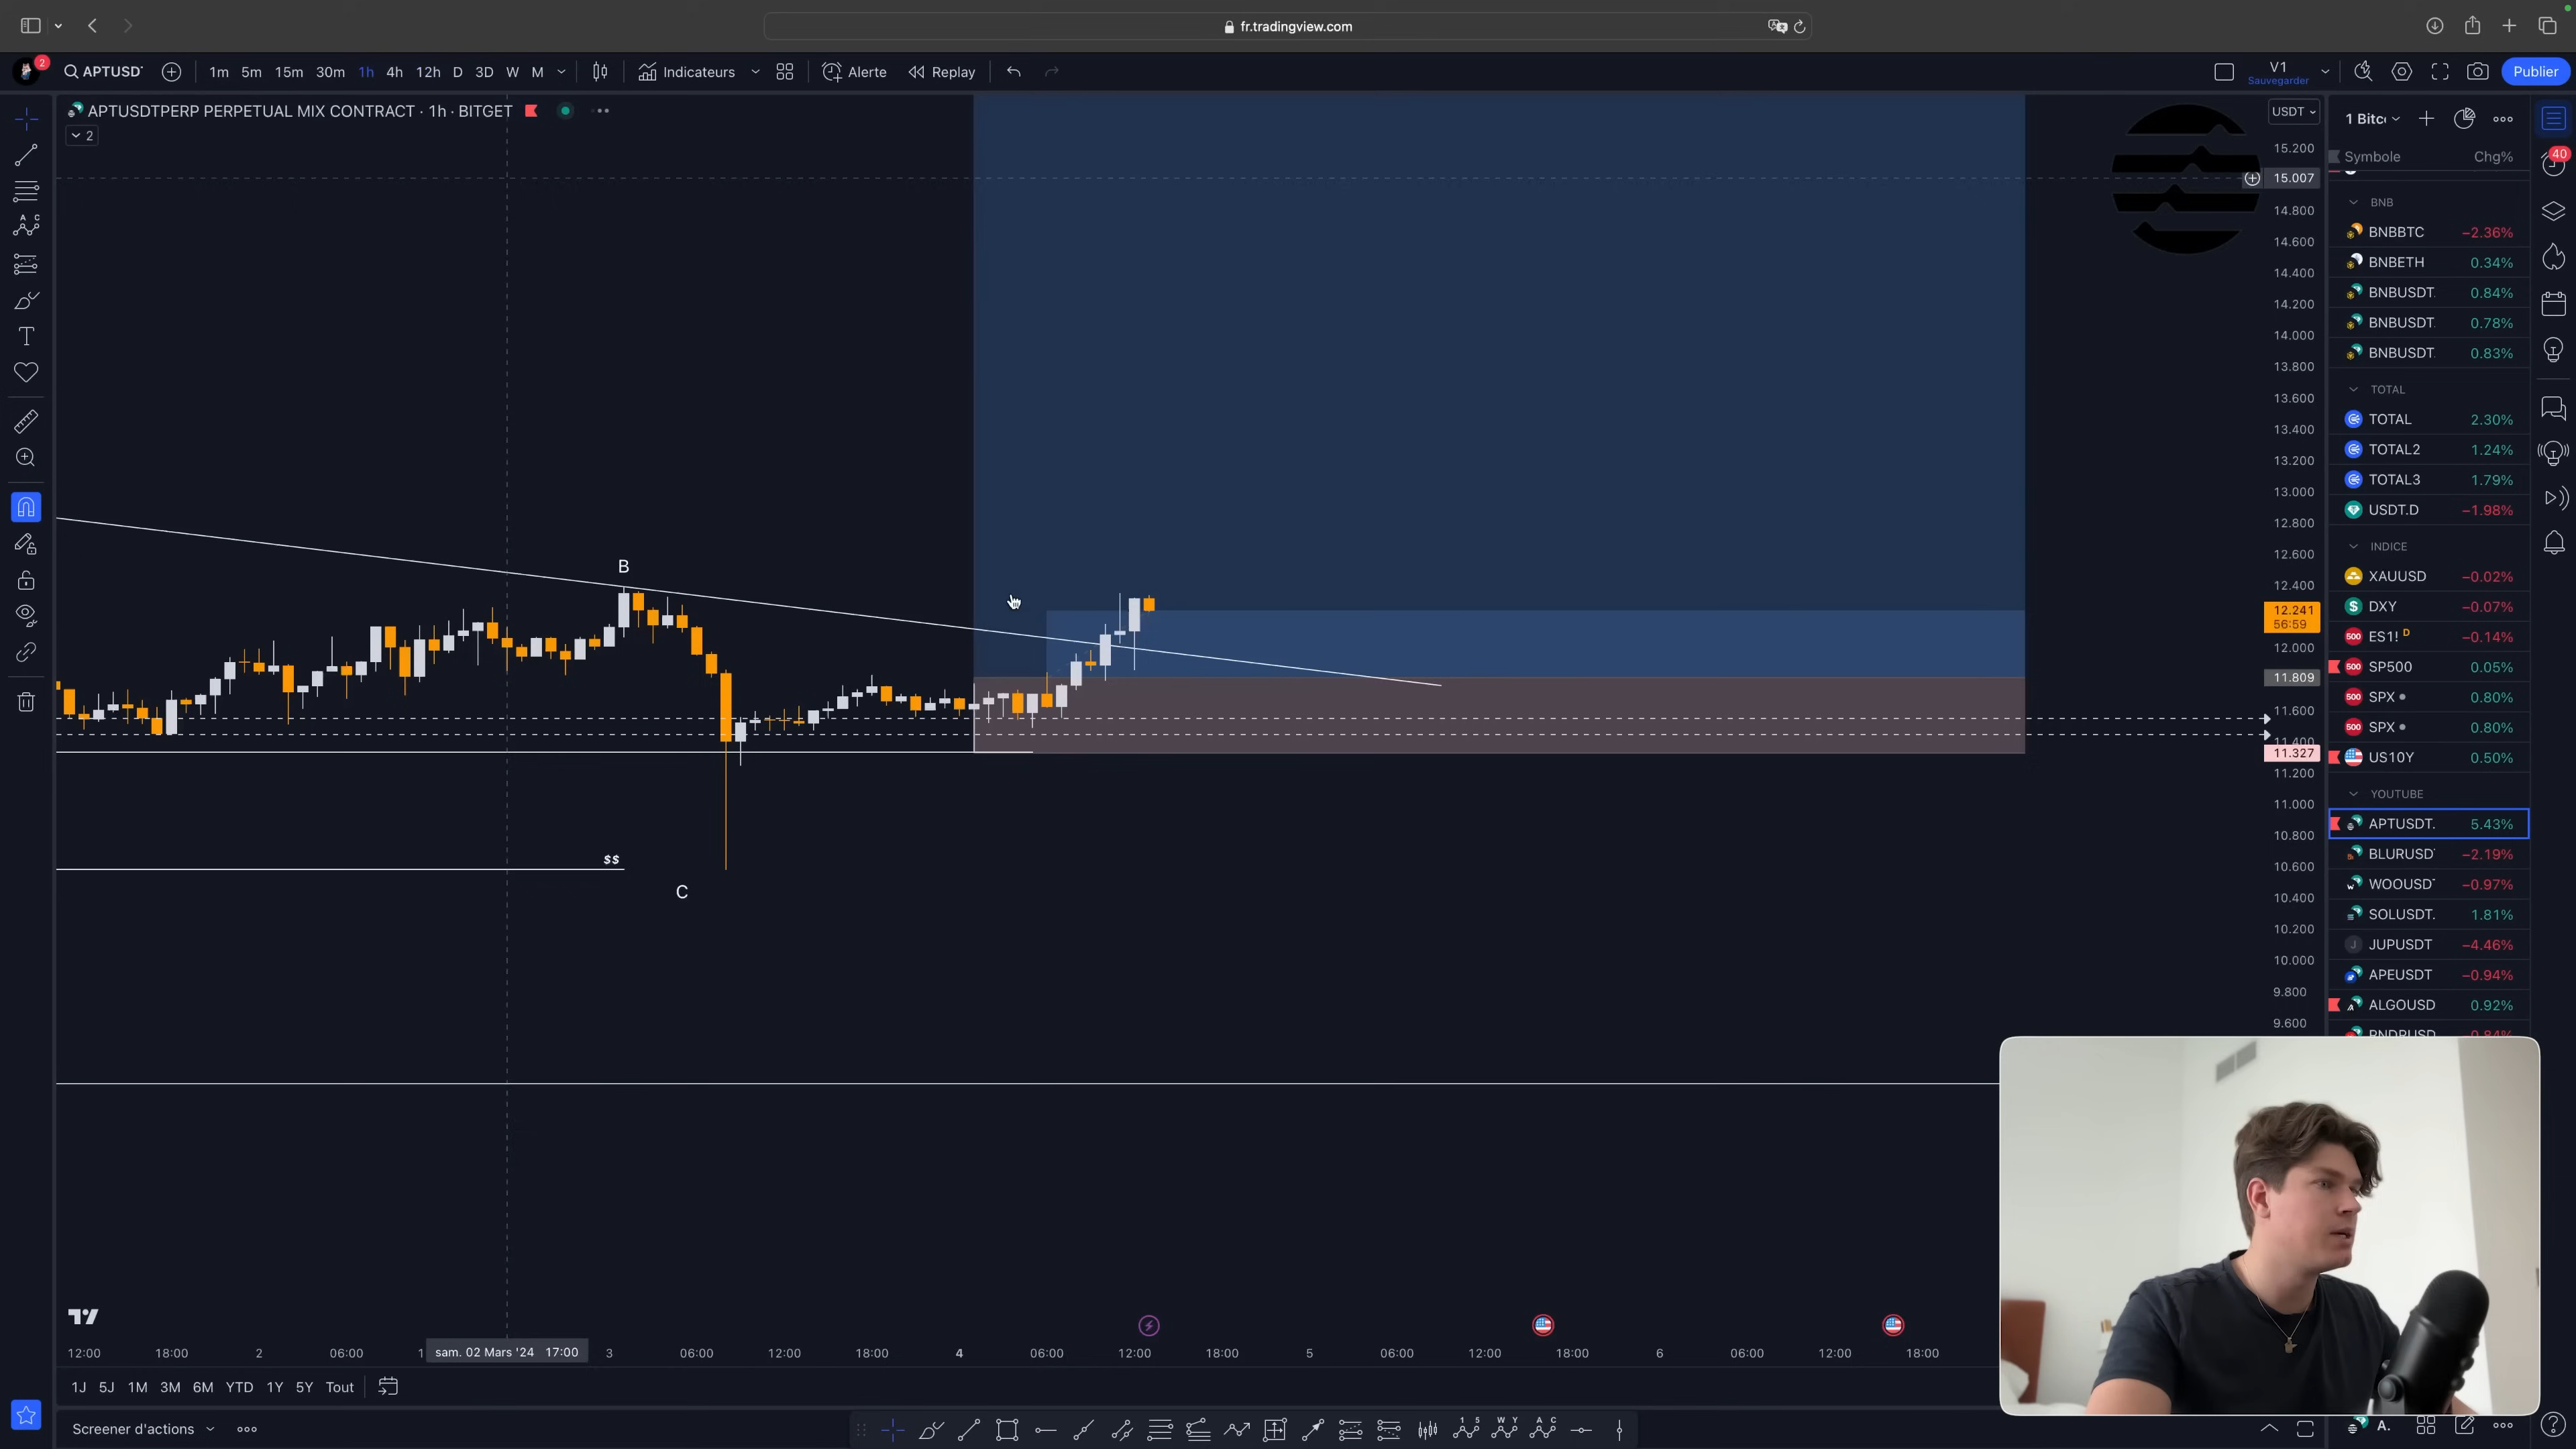 fr.tradingview.com
2
APTUSD
1m 5m 15m 30m 1h 4h 12h D 3D W M
Indicateurs
Alerte
Replay
V1
Sauvegarder
Publier
APTUSDTPERP PERPETUAL MIX CONTRACT · 1h · BITGET
2
USDT
15.200
15.007
14.800
14.600
14.400
14.200
14.000
13.800
13.600
13.400
13.200
13.000
12.800
12.600
12.400
12.241
56:59
12.000
11.809
11.600
11.400
11.327
11.200
11.000
10.800
10.600
10.400
10.200
10.000
9.800
9.600
B
$$
C
1 Bitc
40
Symbole Chg%
BNB
BNBBTC −2.36%
BNBETH 0.34%
BNBUSDT 0.84%
BNBUSDT 0.78%
BNBUSDT 0.83%
TOTAL
TOTAL 2.30%
TOTAL2 1.24%
TOTAL3 1.79%
USDT.D −1.98%
INDICE
XAUUSD −0.02%
DXY −0.07%
ES1! D −0.14%
SP500 0.05%
SPX 0.80%
SPX 0.80%
US10Y 0.50%
YOUTUBE
APTUSDT. 5.43%
BLURUSD −2.19%
WOOUSD −0.97%
SOLUSDT. 1.81%
JUPUSDT −4.46%
APEUSDT −0.94%
ALGOUSD 0.92%
12:00 18:00 2 06:00 1 sam. 02 Mars '24 17:00 3 06:00 12:00 18:00 4 06:00 12:00 18:00 5 06:00 12:00 18:00 6 06:00 12:00 18:00
1J 5J 1M 3M 6M YTD 1Y 5Y Tout
Screener d'actions
A.